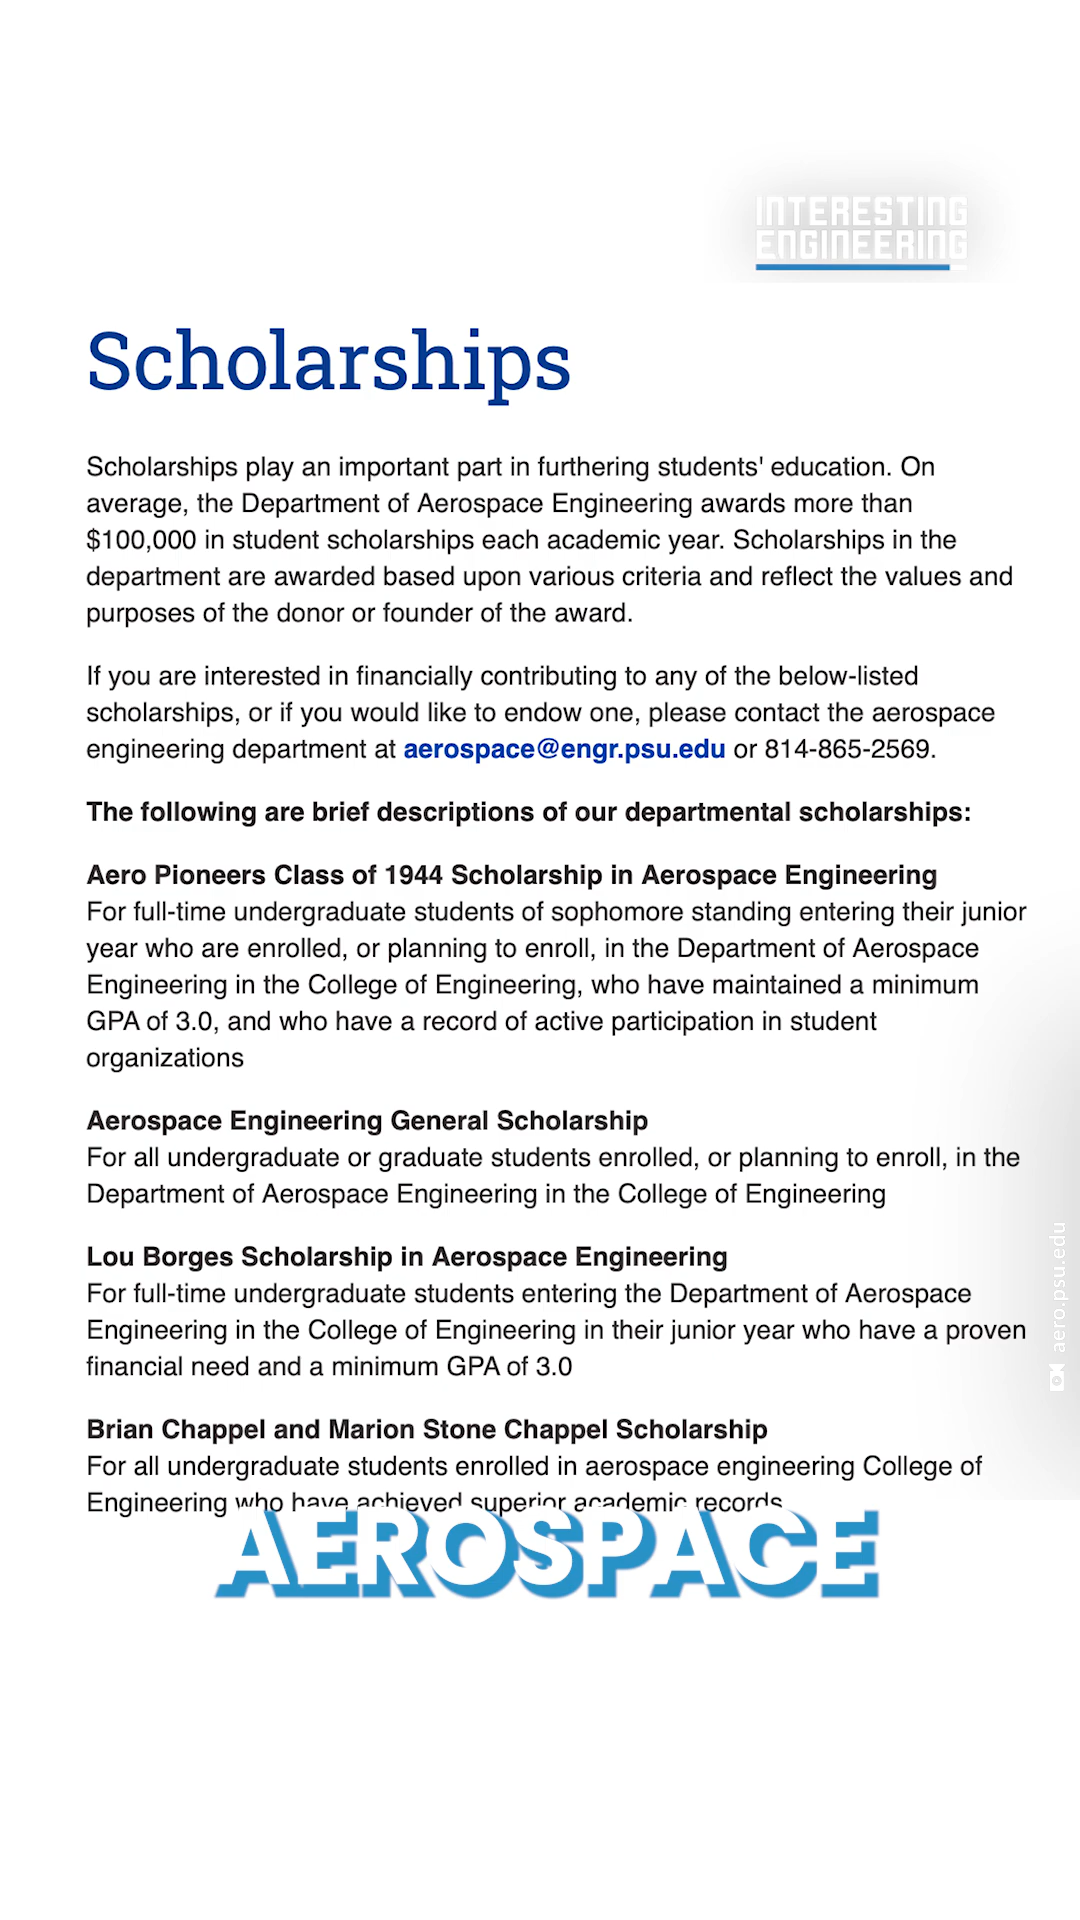 INTERESTING
ENGINEERING
Scholarships
Scholarships play an important part in furthering students' education. On
average, the Department of Aerospace Engineering awards more than
$100,000 in student scholarships each academic year. Scholarships in the
department are awarded based upon various criteria and reflect the values and
purposes of the donor or founder of the award.
If you are interested in financially contributing to any of the below-listed
scholarships, or if you would like to endow one, please contact the aerospace
engineering department at aerospace@engr.psu.edu or 814-865-2569.
The following are brief descriptions of our departmental scholarships:
Aero Pioneers Class of 1944 Scholarship in Aerospace Engineering
For full-time undergraduate students of sophomore standing entering their junior
year who are enrolled, or planning to enroll, in the Department of Aerospace
Engineering in the College of Engineering, who have maintained a minimum
GPA of 3.0, and who have a record of active participation in student
organizations
Aerospace Engineering General Scholarship
For all undergraduate or graduate students enrolled, or planning to enroll, in the
Department of Aerospace Engineering in the College of Engineering
Lou Borges Scholarship in Aerospace Engineering
For full-time undergraduate students entering the Department of Aerospace
Engineering in the College of Engineering in their junior year who have a proven
financial need and a minimum GPA of 3.0
Brian Chappel and Marion Stone Chappel Scholarship
For all undergraduate students enrolled in aerospace engineering College of
Engineering who have achieved superior academic records
AEROSPACE
aero.psu.edu